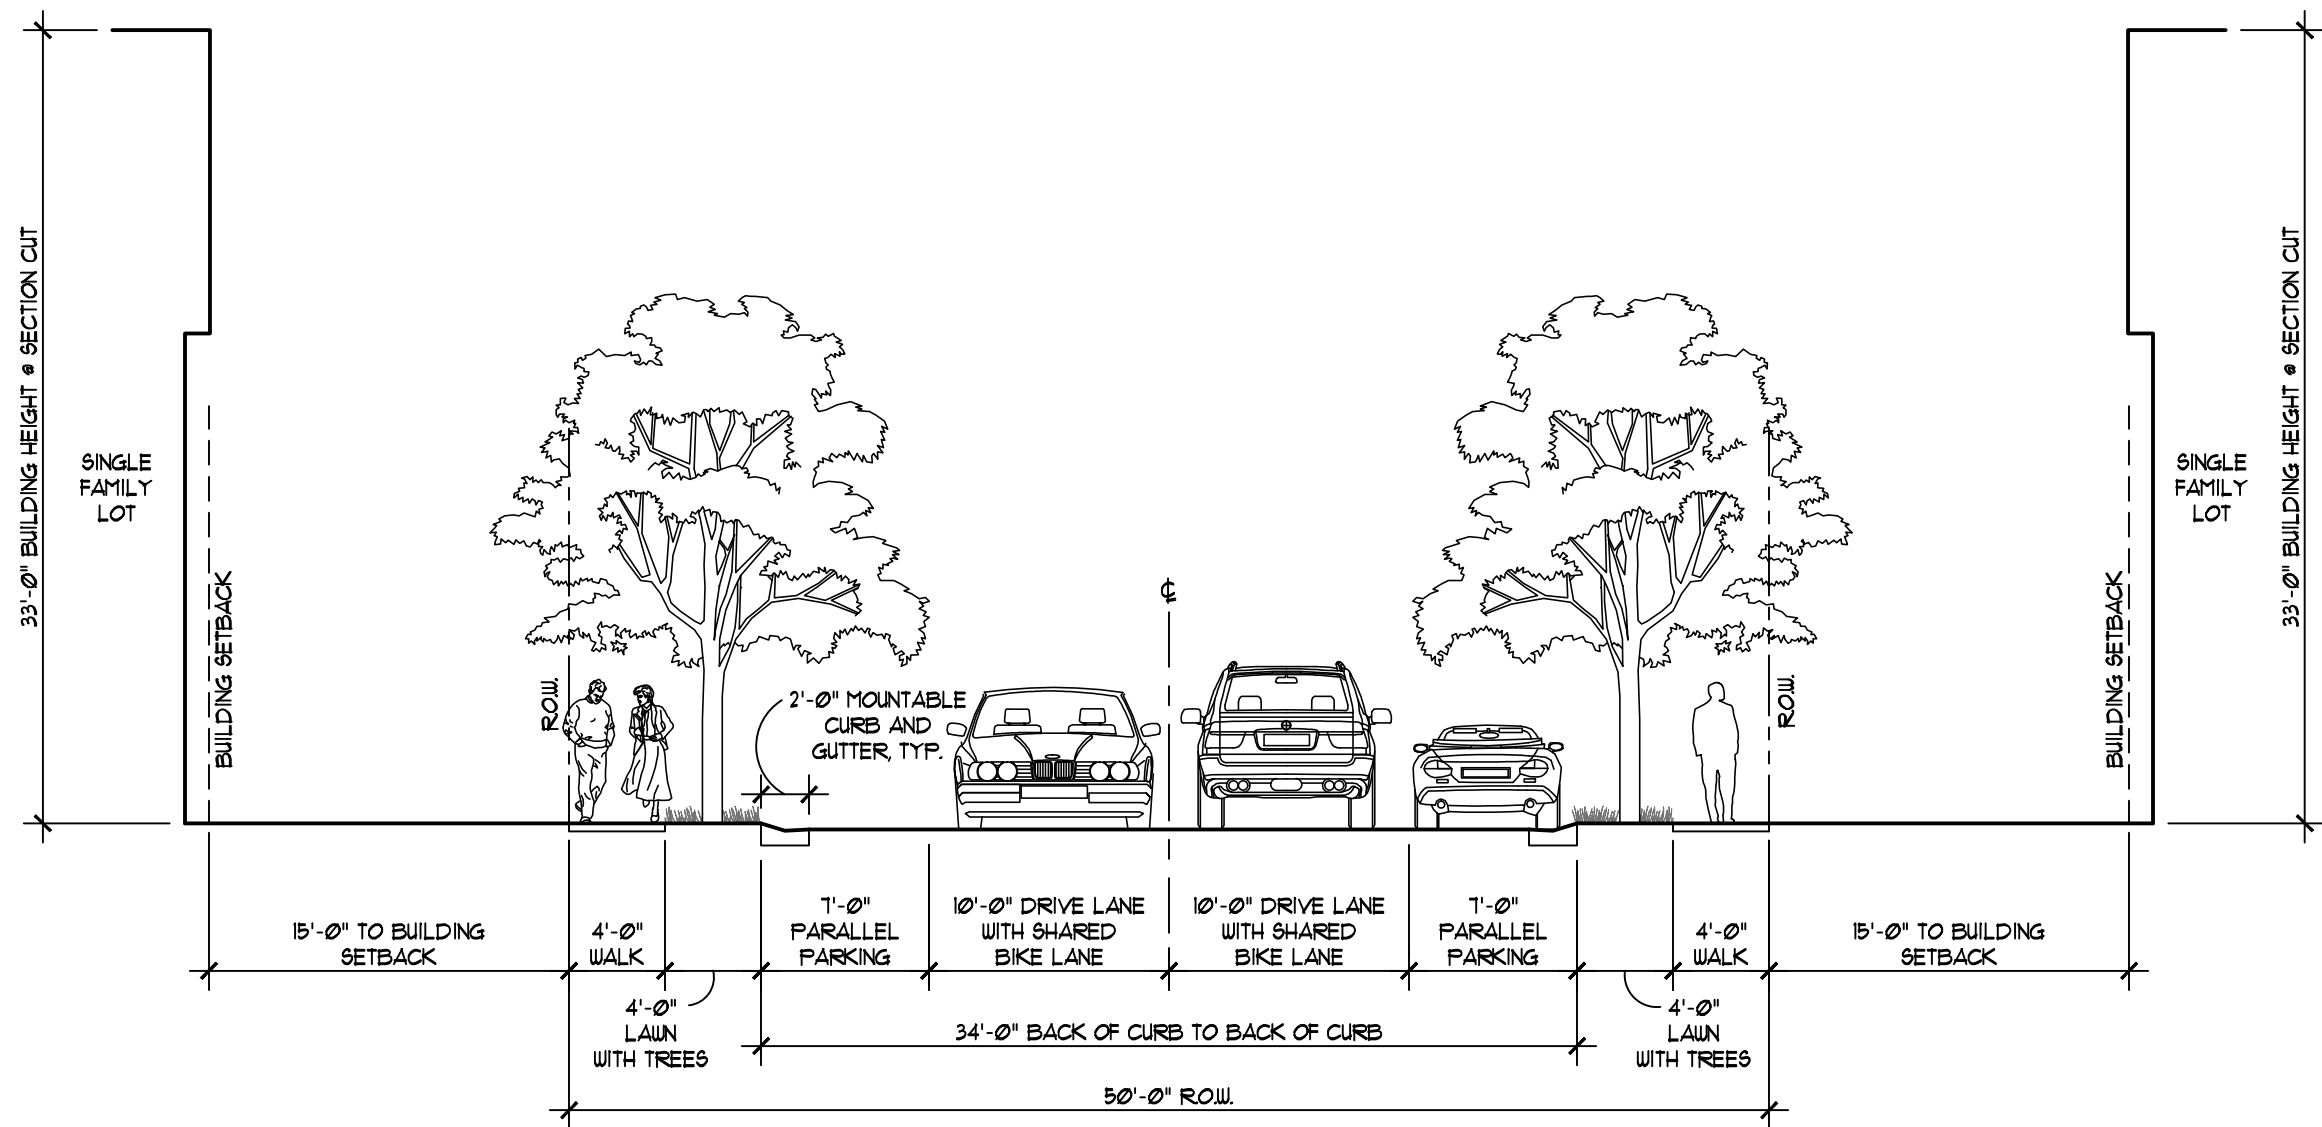 33'-0" BUILDING HEIGHT @ SECTION CUT
SINGLE
FAMILY
LOT
BUILDING SETBACK
R.O.W.
2'-0" MOUNTABLE
CURB AND
GUTTER, TYP.
℄
R.O.W.
BUILDING SETBACK
SINGLE
FAMILY
LOT
33'-0" BUILDING HEIGHT @ SECTION CUT
15'-0" TO BUILDING
SETBACK
4'-0"
WALK
7'-0"
PARALLEL
PARKING
10'-0" DRIVE LANE
WITH SHARED
BIKE LANE
10'-0" DRIVE LANE
WITH SHARED
BIKE LANE
7'-0"
PARALLEL
PARKING
4'-0"
WALK
15'-0" TO BUILDING
SETBACK
4'-0"
LAWN
WITH TREES
34'-0" BACK OF CURB TO BACK OF CURB
4'-0"
LAWN
WITH TREES
50'-0" R.O.W.